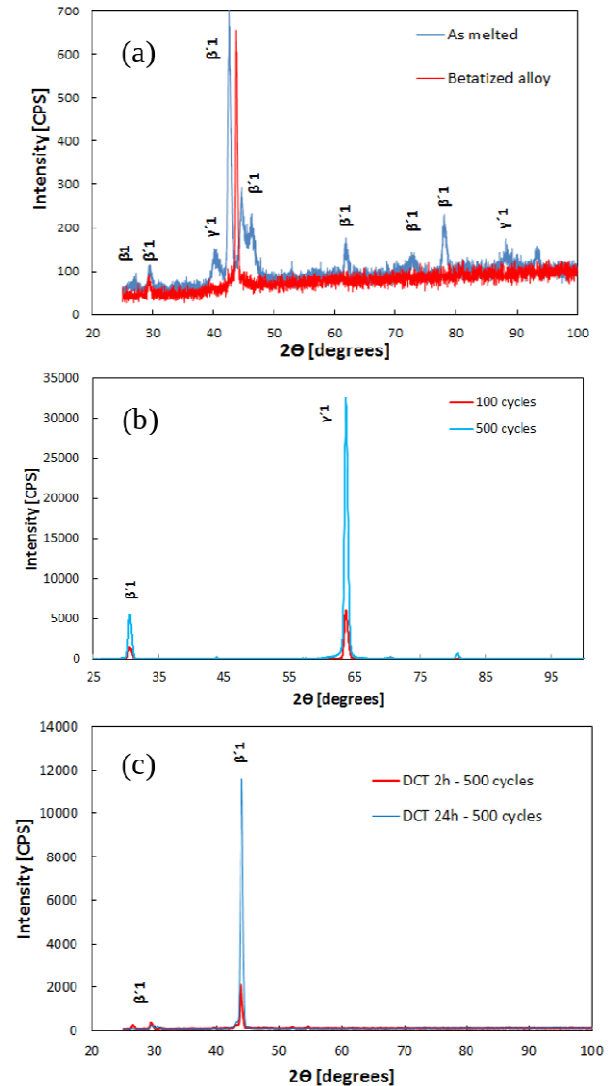 700
600
500
400
300
200
100
0
Intensity [CPS]
(a)
As melted
Betatized alloy
β1
β´1
γ´1
β´1
β´1
β´1
β´1
β´1
γ´1
20 30 40 50 60 70 80 90 100
2ϴ [degrees]
35000
30000
25000
20000
15000
10000
5000
0
Intensity [CPS]
(b)
100 cycles
500 cycles
β´1
γ´1
25 35 45 55 65 75 85 95
2ϴ [degrees]
14000
12000
10000
8000
6000
4000
2000
0
Intensity [CPS]
(c)
DCT 2h - 500 cycles
DCT 24h - 500 cycles
β´1
β´1
20 30 40 50 60 70 80 90 100
2ϴ [degrees]